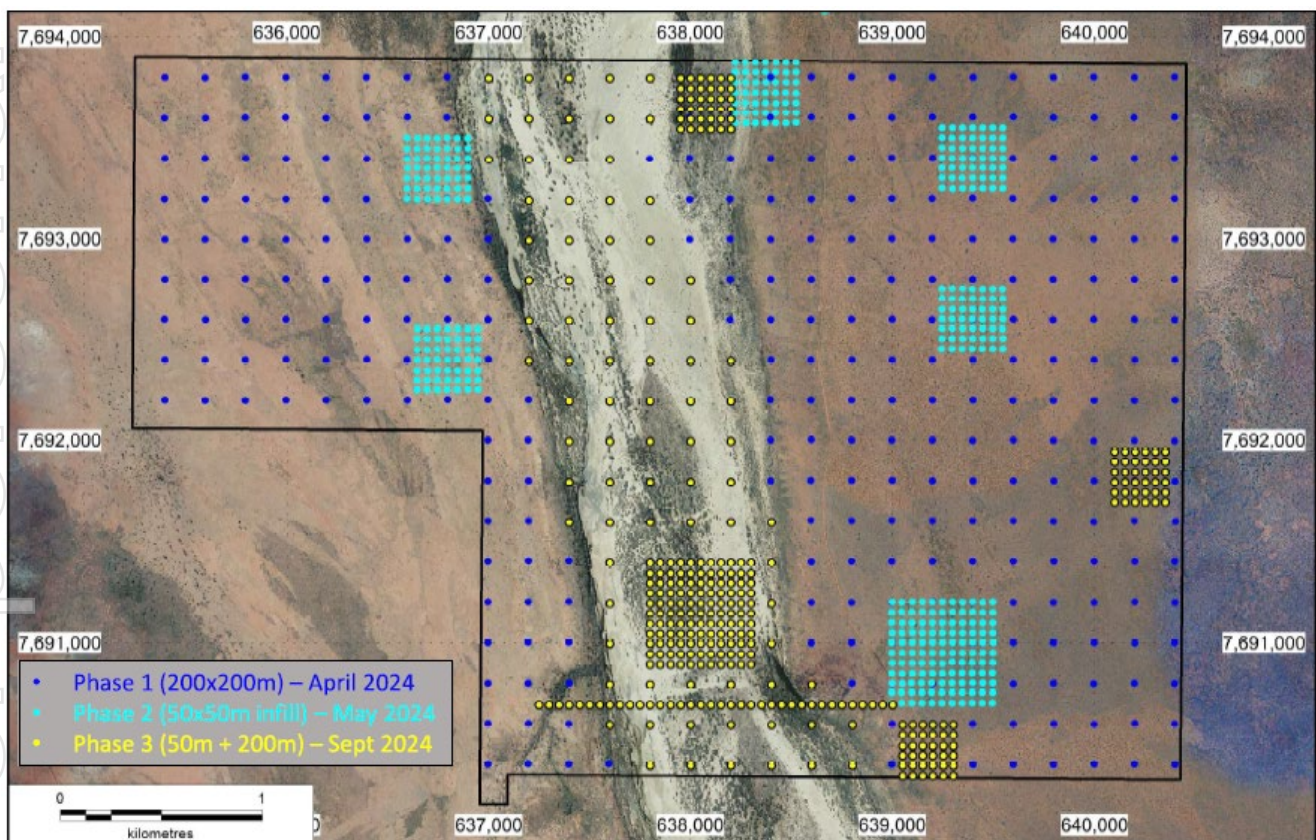 636,000 637,000 638,000 639,000 640,000
7,694,000 7,694,000
7,693,000 7,693,000
7,692,000 7,692,000
7,691,000 7,691,000
Phase 1 (200x200m) – April 2024
Phase 2 (50x50m infill) – May 2024
Phase 3 (50m + 200m) – Sept 2024
0 1
kilometres
637,000 638,000 639,000 640,000